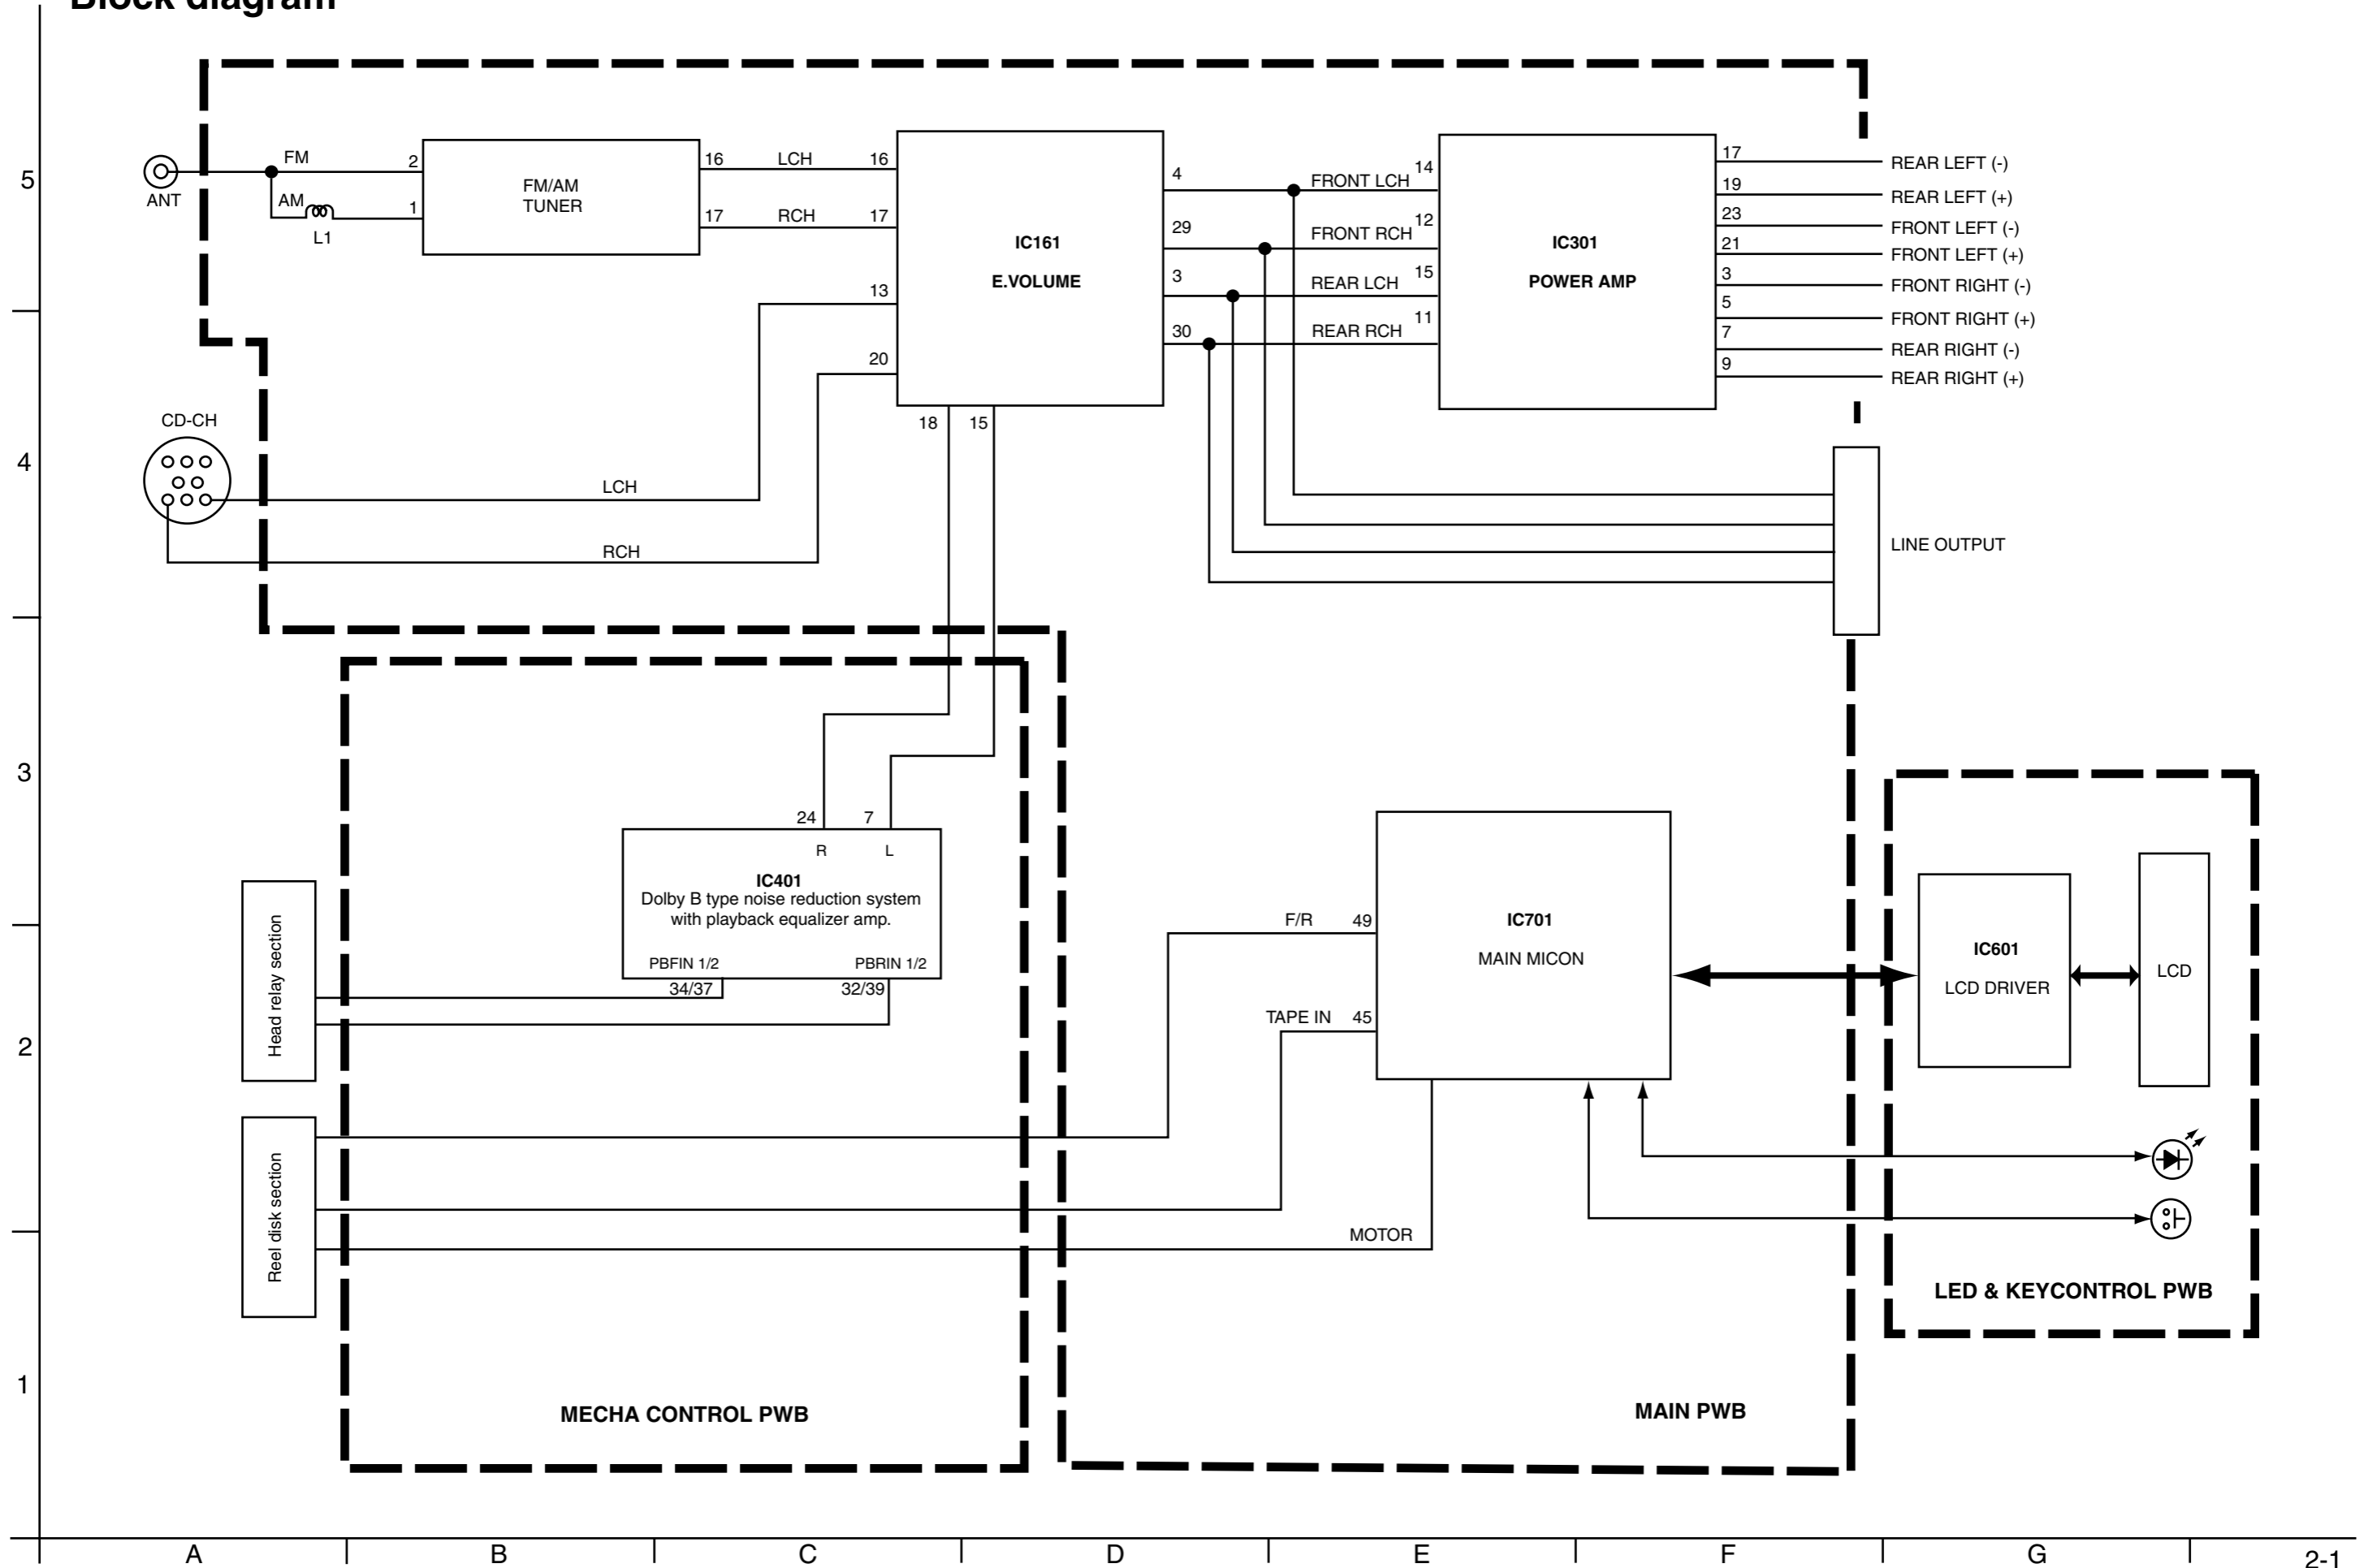 Block diagram
5
4
3
2
1
ANT
FM
AM
L1
2
1
FM/AM
TUNER
16
LCH
16
17
RCH
17
13
20
IC161
E.VOLUME
18
15
4
29
3
30
FRONT LCH
14
FRONT RCH
12
REAR LCH
15
REAR RCH
11
IC301
POWER AMP
17
REAR LEFT (-)
19
REAR LEFT (+)
23
FRONT LEFT (-)
21
FRONT LEFT (+)
3
FRONT RIGHT (-)
5
FRONT RIGHT (+)
7
REAR RIGHT (-)
9
REAR RIGHT (+)
CD-CH
LCH
RCH
LINE OUTPUT
24
7
R
L
IC401
Dolby B type noise reduction system
with playback equalizer amp.
PBFIN 1/2
PBRIN 1/2
34/37
32/39
Head relay section
Reel disk section
F/R
49
TAPE IN
45
MOTOR
IC701
MAIN MICON
IC601
LCD DRIVER
LCD
LED & KEYCONTROL PWB
MECHA CONTROL PWB
MAIN PWB
A
B
C
D
E
F
G
2-1